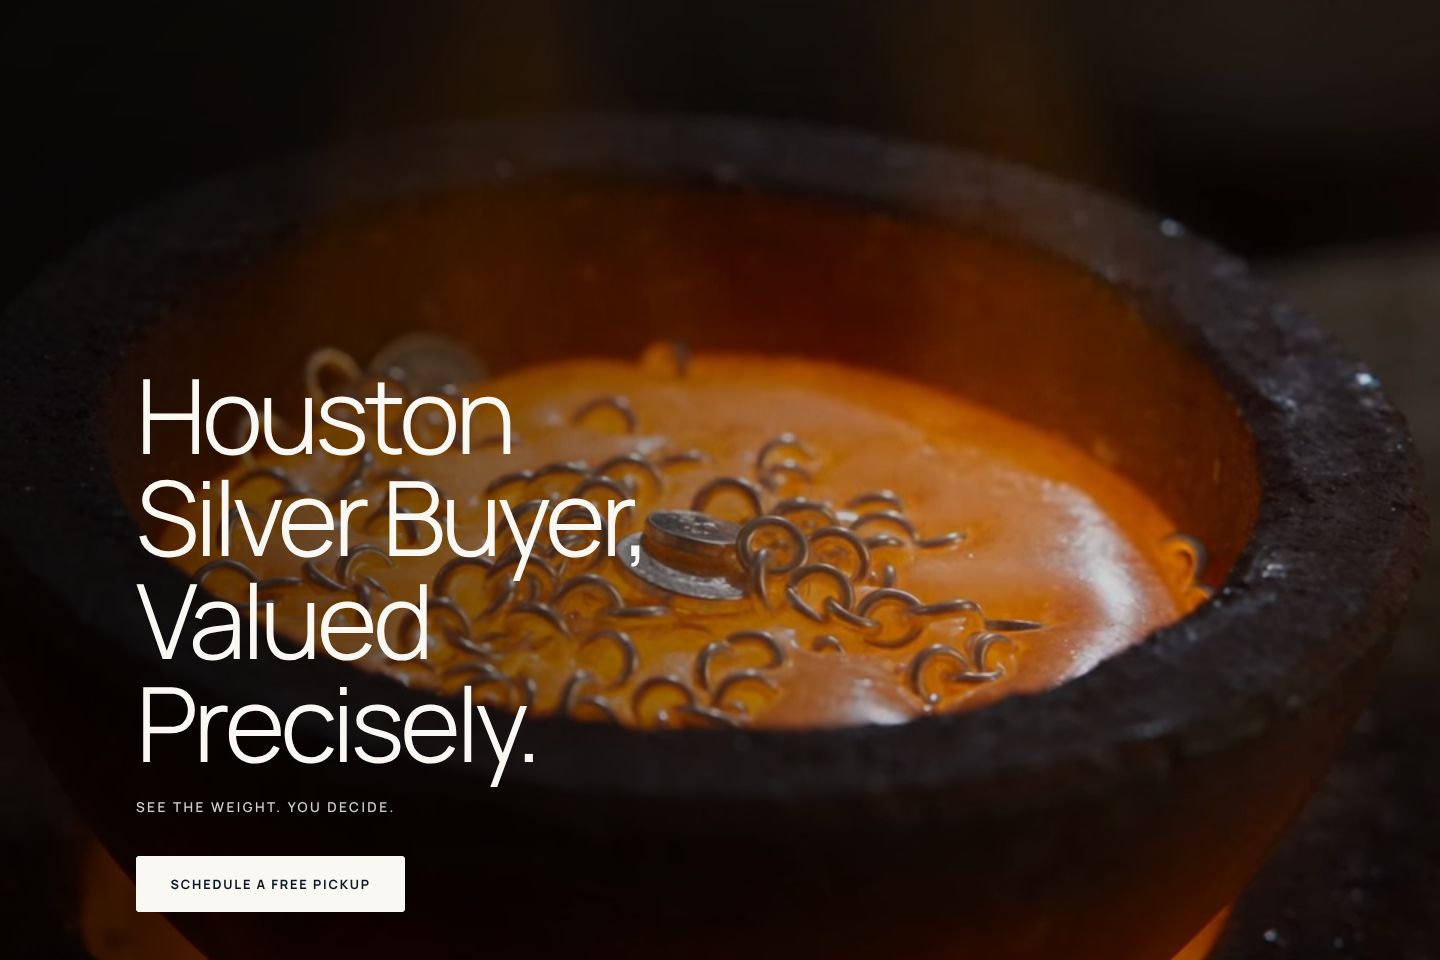 Houston
Silver Buyer,
Valued
Precisely.
SEE THE WEIGHT. YOU DECIDE.
SCHEDULE A FREE PICKUP